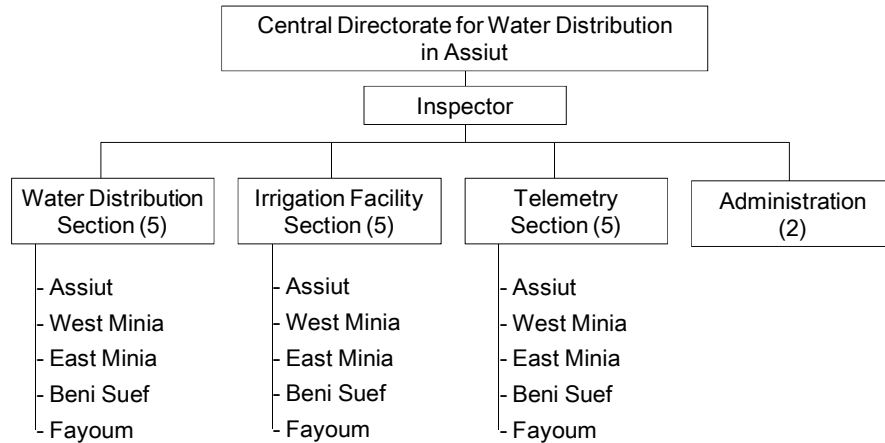 Central Directorate for Water Distribution
in Assiut
Inspector
Water Distribution
Section (5)
Irrigation Facility
Section (5)
Telemetry
Section (5)
Administration
(2)
- Assiut
- West Minia
- East Minia
- Beni Suef
- Fayoum
- Assiut
- West Minia
- East Minia
- Beni Suef
- Fayoum
- Assiut
- West Minia
- East Minia
- Beni Suef
- Fayoum